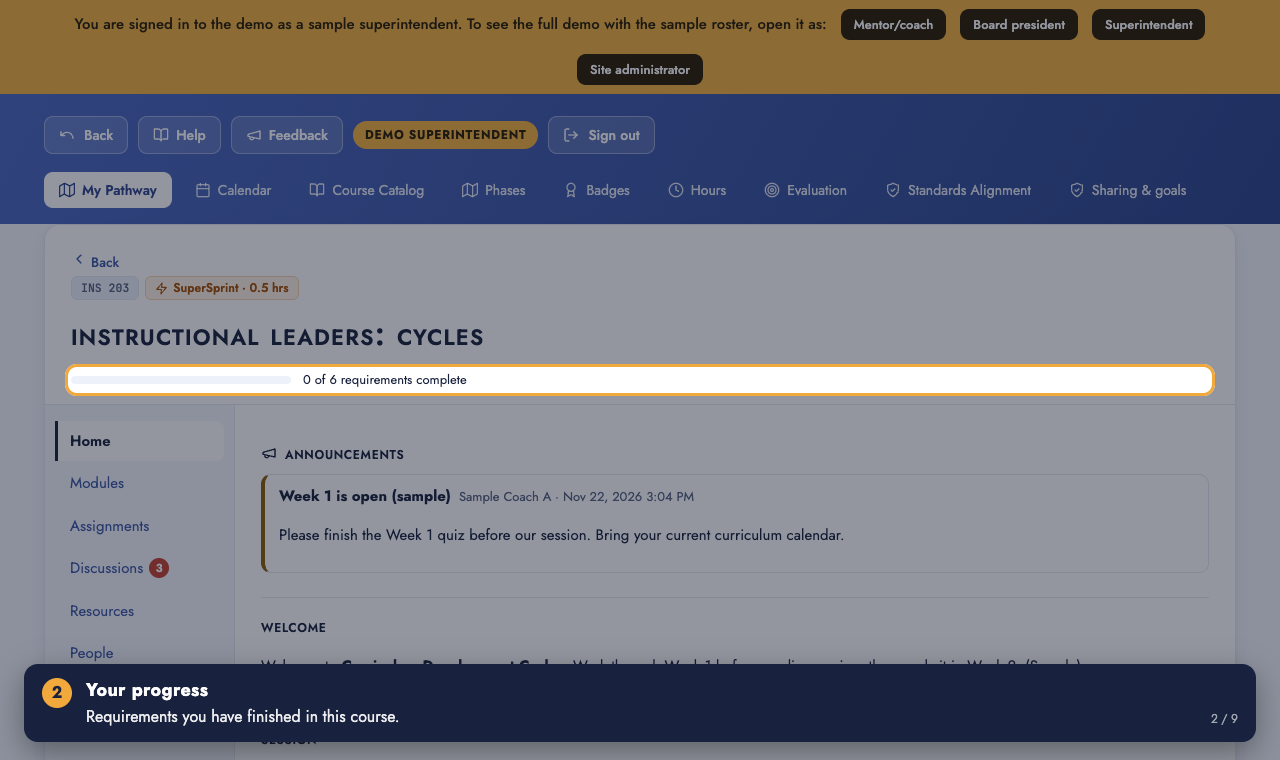 You are signed in to the demo as a sample superintendent. To see the full demo with the sample roster, open it as: Mentor/coach Board president Superintendent
Site administrator
Back Help Feedback DEMO SUPERINTENDENT Sign out
My Pathway Calendar Course Catalog Phases Badges Hours Evaluation Standards Alignment Sharing & goals
Back
INS 203 SuperSprint · 0.5 hrs
INSTRUCTIONAL LEADERS: CYCLES
0 of 6 requirements complete
Home
ANNOUNCEMENTS
Modules
Week 1 is open (sample) Sample Coach A · Nov 22, 2026 3:04 PM
Assignments
Please finish the Week 1 quiz before our session. Bring your current curriculum calendar.
Discussions 3
Resources
WELCOME
People
2 Your progress
Requirements you have finished in this course.
2 / 9